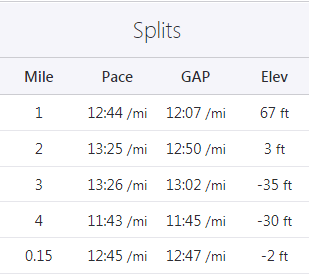 Splits
Mile Pace GAP Elev
1 12:44 /mi 12:07 /mi 67 ft
2 13:25 /mi 12:50 /mi 3 ft
3 13:26 /mi 13:02 /mi -35 ft
4 11:43 /mi 11:45 /mi -30 ft
0.15 12:45 /mi 12:47 /mi -2 ft